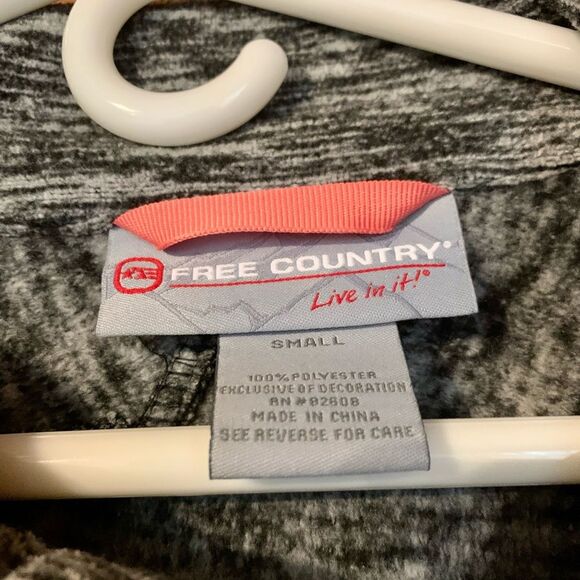 FREE COUNTRY®
Live in it!®
SMALL
100% POLYESTER
EXCLUSIVE OF DECORATION
RN #82608
MADE IN CHINA
SEE REVERSE FOR CARE